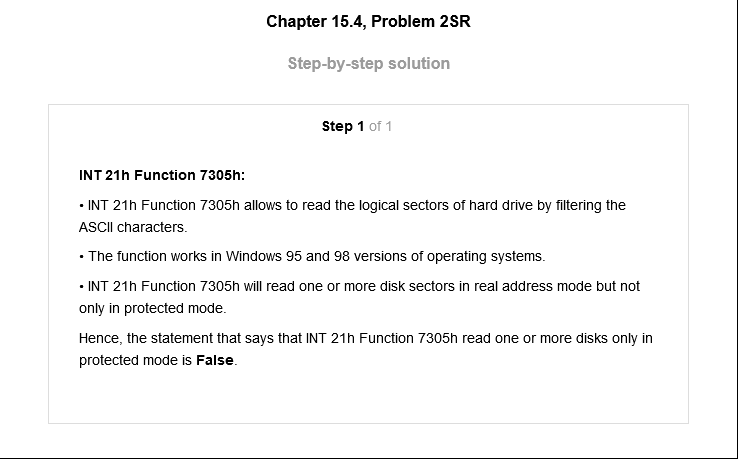 Chapter 15.4, Problem 2SR
Step-by-step solution
Step 1 of 1
INT 21h Function 7305h:
• INT 21h Function 7305h allows to read the logical sectors of hard drive by filtering the
ASCII characters.
• The function works in Windows 95 and 98 versions of operating systems.
• INT 21h Function 7305h will read one or more disk sectors in real address mode but not
only in protected mode.
Hence, the statement that says that INT 21h Function 7305h read one or more disks only in
protected mode is False.